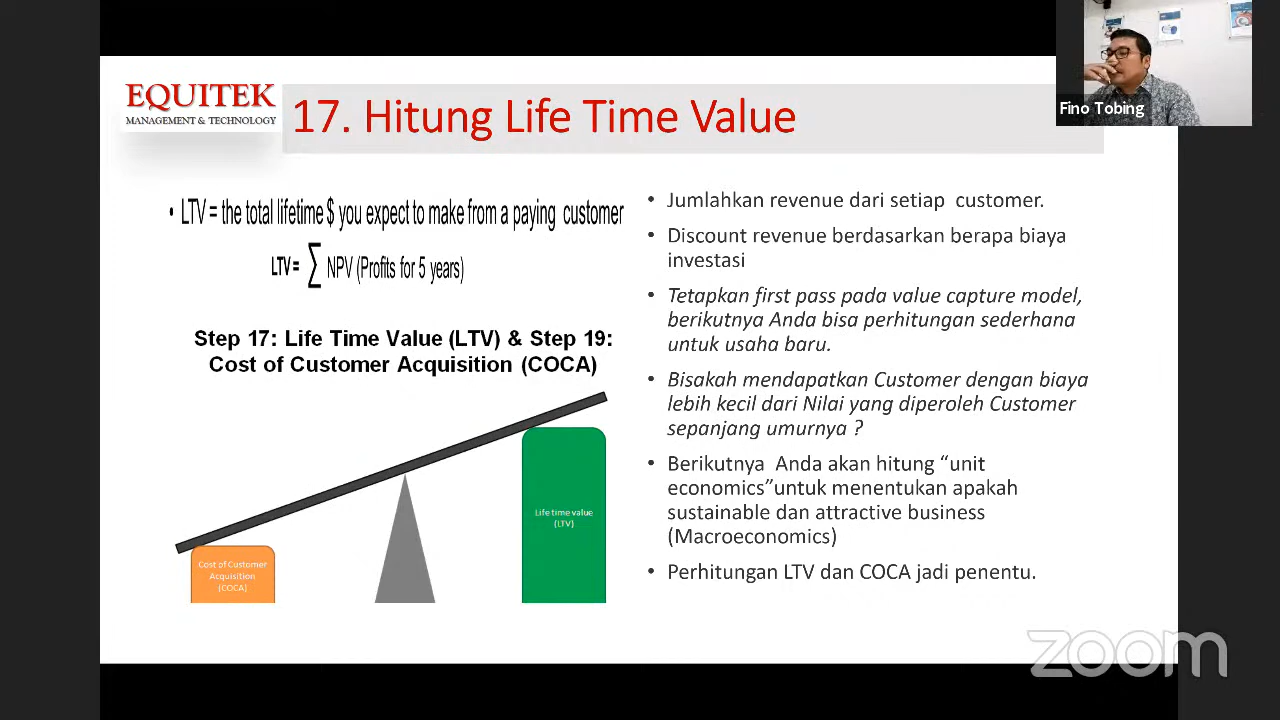 EQUITEK
MANAGEMENT & TECHNOLOGY
17. Hitung Life Time Value
Fino Tobing
• LTV = the total lifetime $ you expect to make from a paying customer
LTV = ∑ NPV (Profits for 5 years)
Step 17: Life Time Value (LTV) & Step 19:
Cost of Customer Acquisition (COCA)
Life time value
(LTV)
Cost of Customer
Acquisition
(COCA)
• Jumlahkan revenue dari setiap customer.
• Discount revenue berdasarkan berapa biaya
investasi
• Tetapkan first pass pada value capture model,
berikutnya Anda bisa perhitungan sederhana
untuk usaha baru.
• Bisakah mendapatkan Customer dengan biaya
lebih kecil dari Nilai yang diperoleh Customer
sepanjang umurnya ?
• Berikutnya Anda akan hitung “unit
economics”untuk menentukan apakah
sustainable dan attractive business
(Macroeconomics)
• Perhitungan LTV dan COCA jadi penentu.
zoom